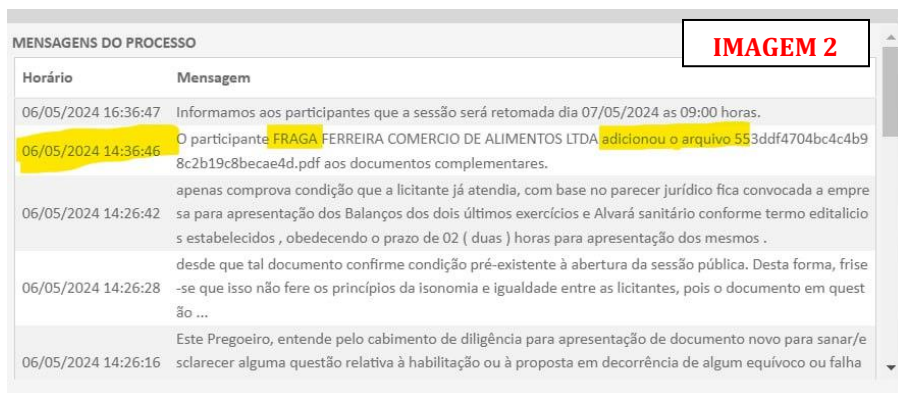 MENSAGENS DO PROCESSO
IMAGEM 2
Horário Mensagem
06/05/2024 16:36:47 Informamos aos participantes que a sessão será retomada dia 07/05/2024 as 09:00 horas.
06/05/2024 14:36:46 O participante FRAGA FERREIRA COMERCIO DE ALIMENTOS LTDA adicionou o arquivo 553ddf4704bc4c4b9
8c2b19c8becae4d.pdf aos documentos complementares.
apenas comprova condição que a licitante já atendia, com base no parecer jurídico fica convocada a empre
06/05/2024 14:26:42 sa para apresentação dos Balanços dos dois últimos exercícios e Alvará sanitário conforme termo editalicio
s estabelecidos , obedecendo o prazo de 02 ( duas ) horas para apresentação dos mesmos .
desde que tal documento confirme condição pré-existente à abertura da sessão pública. Desta forma, frise
06/05/2024 14:26:28 -se que isso não fere os princípios da isonomia e igualdade entre as licitantes, pois o documento em quest
ão ...
Este Pregoeiro, entende pelo cabimento de diligência para apresentação de documento novo para sanar/e
06/05/2024 14:26:16 sclarecer alguma questão relativa à habilitação ou à proposta em decorrência de algum equívoco ou falha